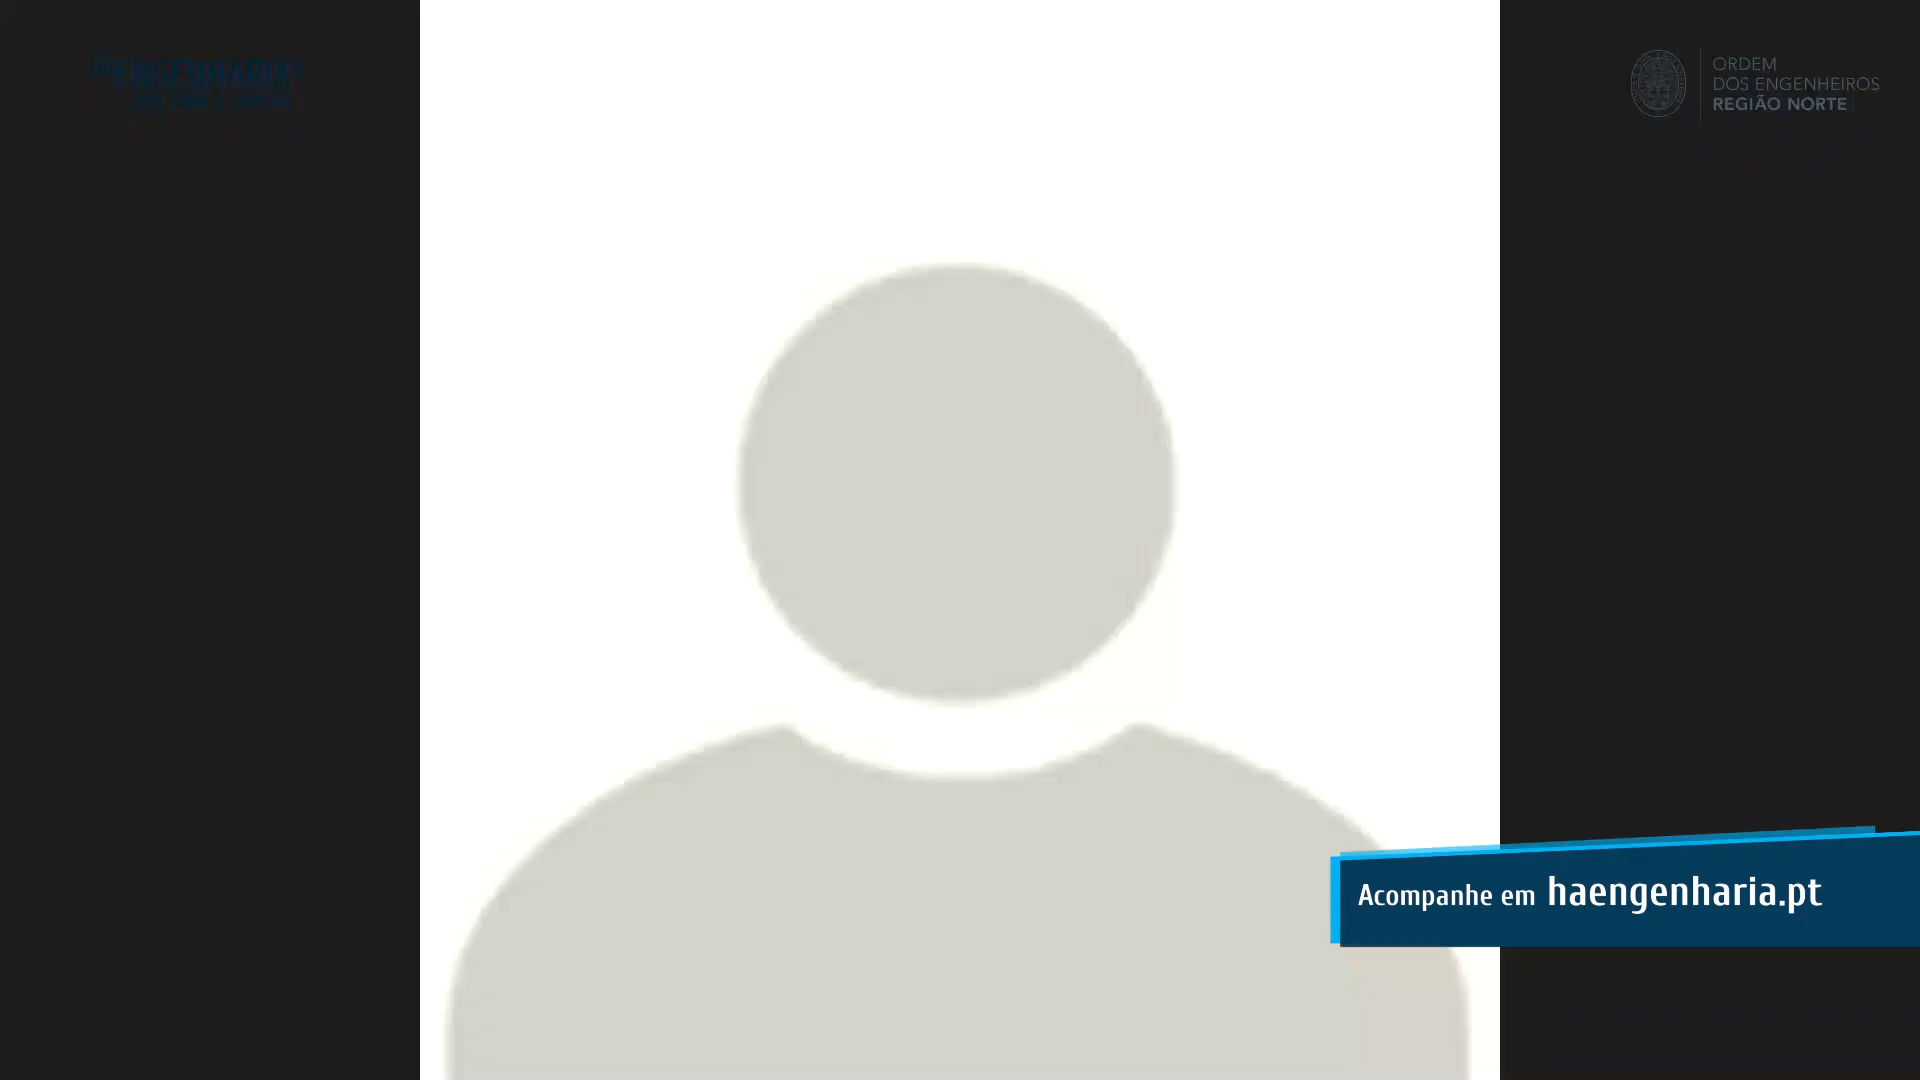 ENGENHARIA
ORDEM
DOS ENGENHEIROS
REGIÃO NORTE
Acompanhe em haengenharia.pt